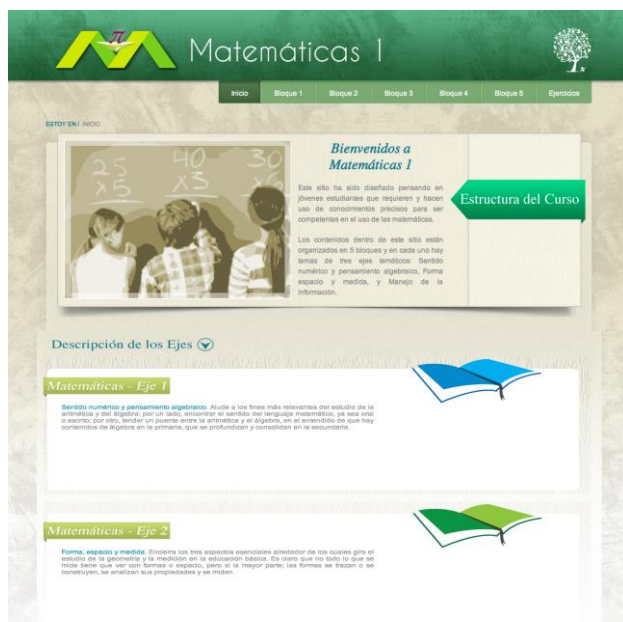 π
Matemáticas 1
N
Inicio Bloque 1 Bloque 2 Bloque 3 Bloque 4 Bloque 5 Ejercicios
ESTOY EN / INICIO
25 40 30
x5 x3
Bienvenidos a
Matemáticas 1
Este sitio ha sido diseñado pensando en
jóvenes estudiantes que requieren y hacen
uso de conocimientos precisos para ser
competentes en el uso de las matemáticas.
Los contenidos dentro de este sitio están
organizados en 5 bloques y en cada uno hay
temas de tres ejes temáticos: Sentido
numérico y pensamiento algebraico, Forma
espacio y medida, y Manejo de la
información.
Estructura del Curso
Descripción de los Ejes
Matemáticas - Eje 1
Sentido numérico y pensamiento algebraico. Alude a los fines más relevantes del estudio de la
aritmética y del álgebra: por un lado, encontrar el sentido del lenguaje matemático, ya sea oral
o escrito; por otro, tender un puente entre la aritmética y el álgebra, en el entendido de que hay
contenidos de álgebra en la primaria, que se profundizan y consolidan en la secundaria.
Matemáticas - Eje 2
Forma, espacio y medida. Encierra los tres aspectos esenciales alrededor de los cuales gira el
estudio de la geometría y la medición en la educación básica. Es claro que no todo lo que se
mide tiene que ver con formas o espacio, pero sí la mayor parte; las formas se trazan o se
construyen, se analizan sus propiedades y se miden.